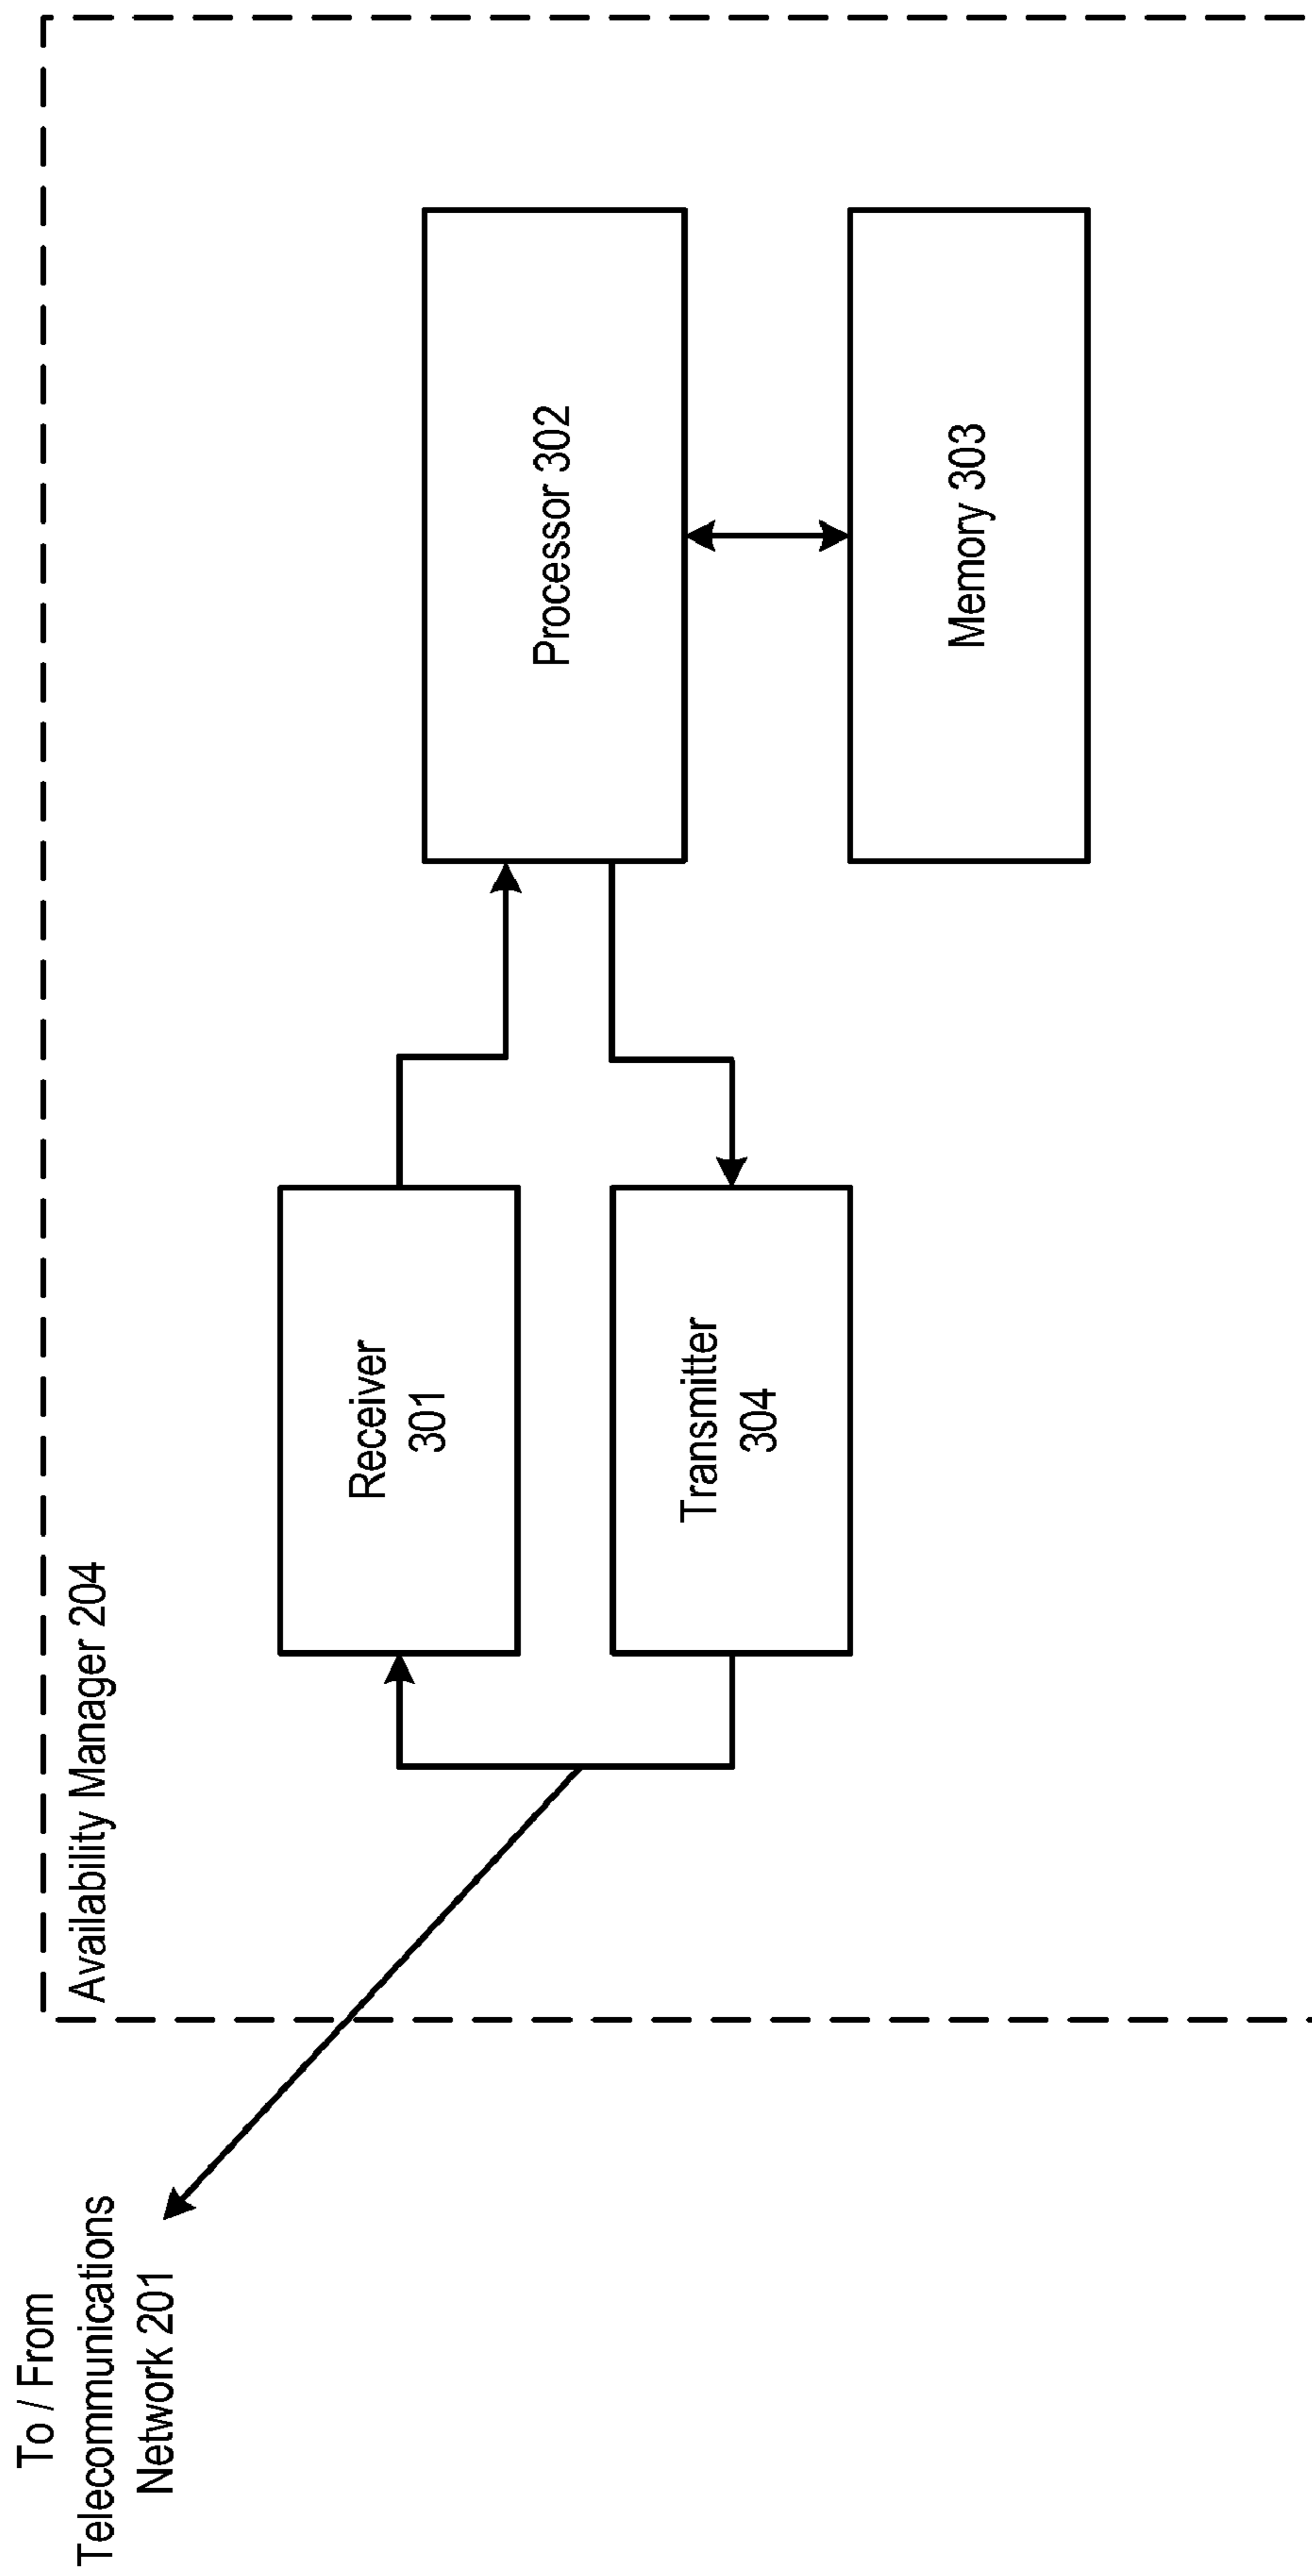 To / From
Telecommunications
Network 201
Availability Manager 204
Receiver
301
Processor 302
Transmitter
304
Memory 303